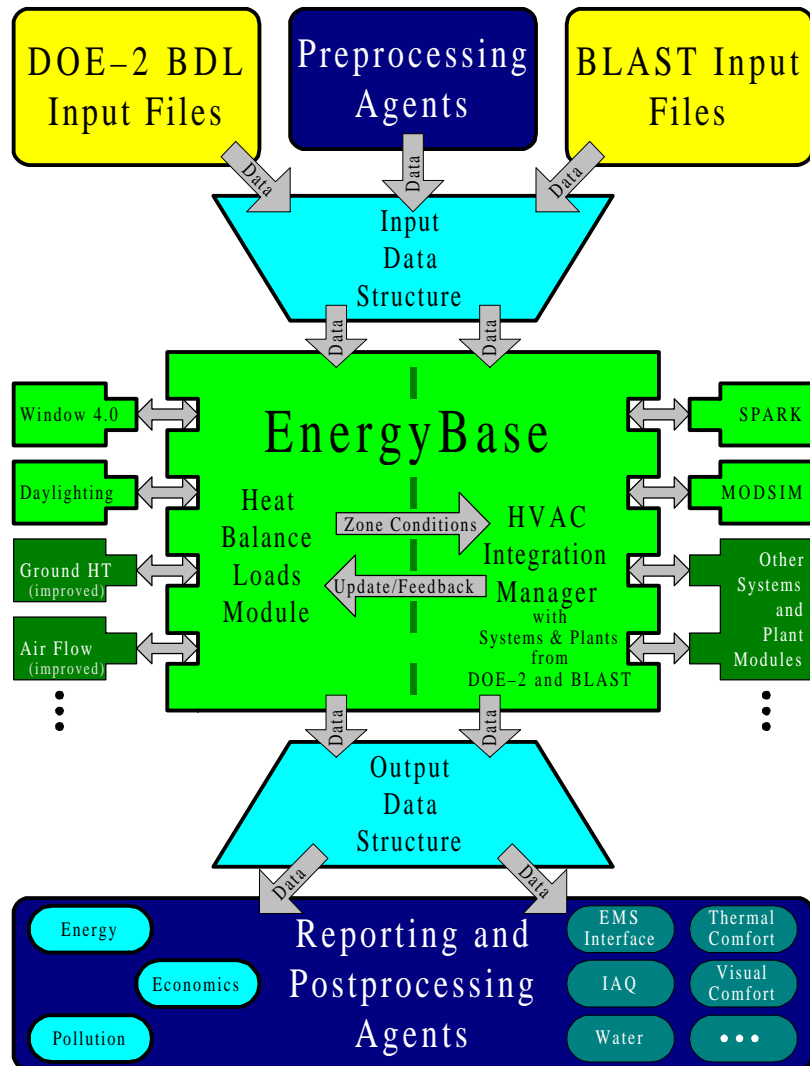 DOE–2 BDL
Input Files
Preprocessing
Agents
BLAST Input
Files
Data
Data
Data
Input
Data
Structure
Data
Data
Window 4.0
Daylighting
Ground HT
(improved)
Air Flow
(improved)
EnergyBase
Heat
Balance
Loads
Module
Zone Conditions
Update/Feedback
HVAC
Integration
Manager
with
Systems & Plants
from
DOE–2 and BLAST
SPARK
MODSIM
Other
Systems
and
Plant
Modules
Data
Data
Output
Data
Structure
Data
Data
Energy
Economics
Pollution
Reporting and
Postprocessing
Agents
EMS
Interface
Thermal
Comfort
IAQ
Visual
Comfort
Water